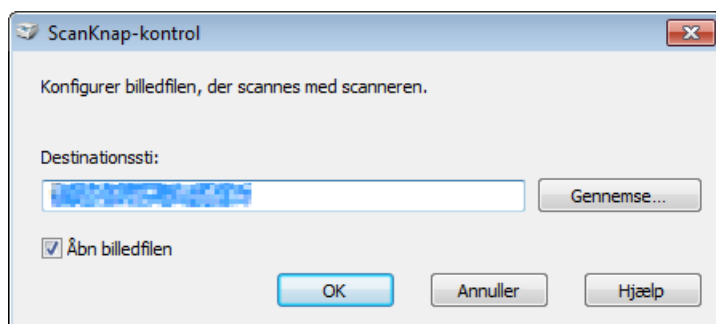 ScanKnap-kontrol
Konfigurer billedfilen, der scannes med scanneren.
Destinationssti:
Gennemse...
Åbn billedfilen
OK Annuller Hjælp